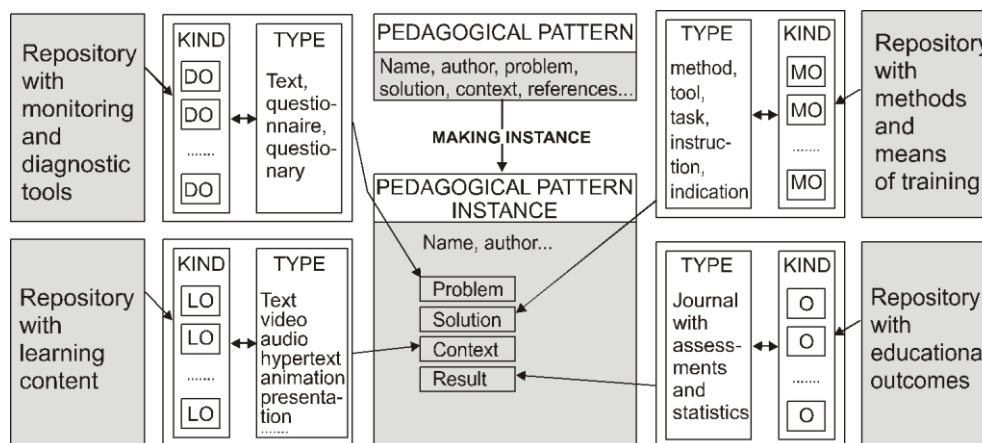 Repository
with
monitoring
and
diagnostic
tools
KIND
DO
DO
.......
DO
TYPE
Text,
questio-
nnaire,
question-
nary
PEDAGOGICAL PATTERN
Name, author, problem,
solution, context, references...
MAKING INSTANCE
PEDAGOGICAL PATTERN
INSTANCE
Name, author...
Problem
Solution
Context
Result
TYPE
method,
tool,
task,
instruc-
tion,
indication
KIND
MO
MO
.......
MO
Repository
with
methods
and
means
of training
Repository
with
learning
content
KIND
LO
LO
.......
LO
TYPE
Text
video
audio
hypertext
animation
presenta-
tion
.......
TYPE
Journal
with
assess-
ments
and
statistics
KIND
O
O
.......
O
Repository
with
educationa
outcomes